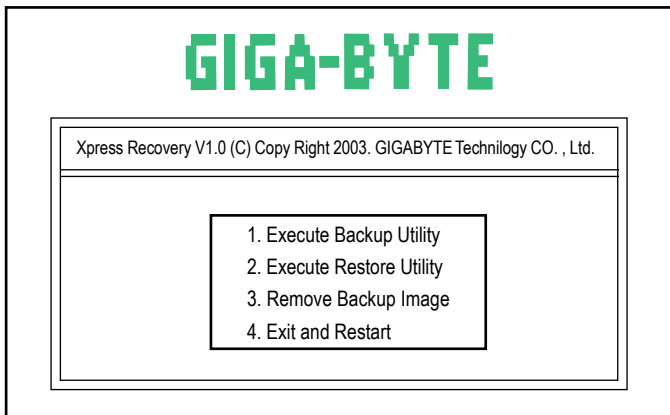 GIGA-BYTE
Xpress Recovery V1.0 (C) Copy Right 2003. GIGABYTE Technilogy CO. , Ltd.
1. Execute Backup Utility
2. Execute Restore Utility
3. Remove Backup Image
4. Exit and Restart